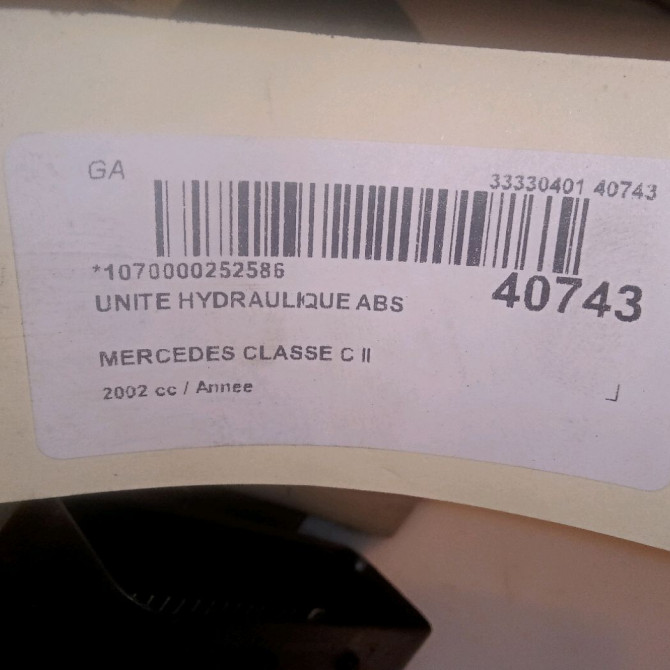 GA
33330401 40743
*1070000252586
40743
UNITE HYDRAULIQUE ABS
MERCEDES CLASSE C II
2002 cc / Annee